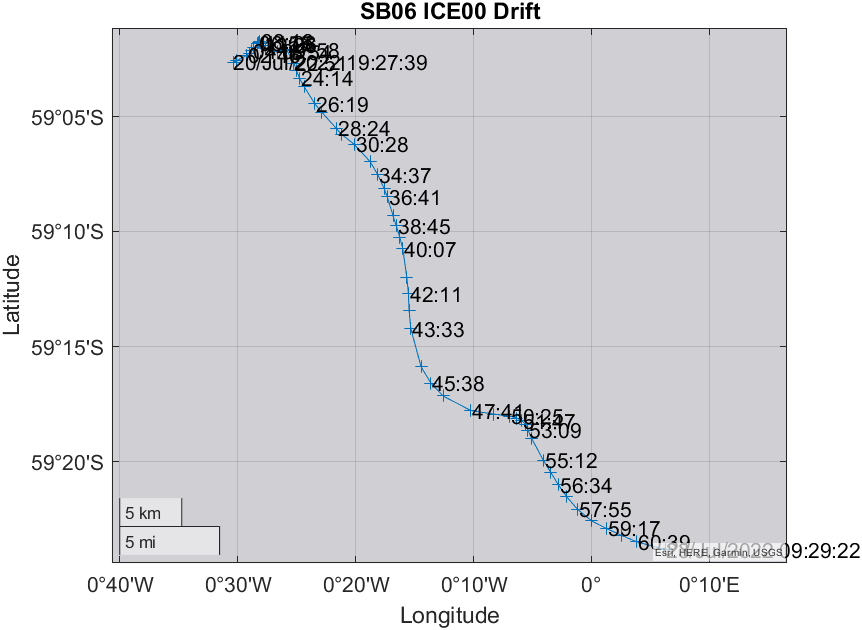 SB06 ICE00 Drift
19:27:39
24:14
26:19
59°05'S
28:24
30:28
34:37
36:41
38:45
59°10'S
40:07
42:11
43:33
59°15'S
45:38
47:41
53:09
59°20'S
55:12
56:34
57:55
59:17
60:39
09:29:22
5 km
5 mi
Esri, HERE, Garmin, USGS
0°40'W
0°30'W
0°20'W
0°10'W
0°
0°10'E
Longitude
Latitude